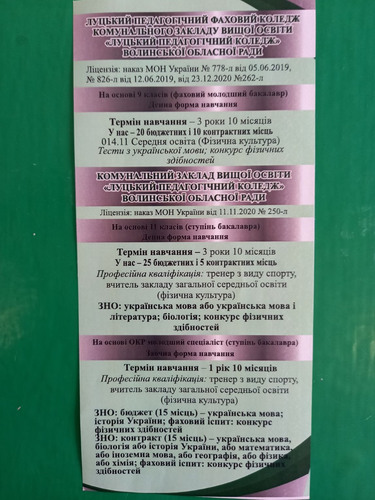 ЛУЦЬКИЙ ПЕДАГОГІЧНИЙ ФАХОВИЙ КОЛЕДЖ
КОМУНАЛЬНОГО ЗАКЛАДУ ВИЩОЇ ОСВІТИ
«ЛУЦЬКИЙ ПЕДАГОГІЧНИЙ КОЛЕДЖ»
ВОЛИНСЬКОЇ ОБЛАСНОЇ РАДИ
Ліцензія: наказ МОН України № 778-л від 05.06.2019,
№ 826-л від 12.06.2019, від 23.12.2020 №262-л
На основі 9 класів (фаховий молодший бакалавр)
Денна форма навчання
Термін навчання – 3 роки 10 місяців
У нас – 20 бюджетних і 10 контрактних місць
014.11 Середня освіта (Фізична культура)
Тести з української мови; конкурс фізичних
здібностей
КОМУНАЛЬНИЙ ЗАКЛАД ВИЩОЇ ОСВІТИ
«ЛУЦЬКИЙ ПЕДАГОГІЧНИЙ КОЛЕДЖ»
ВОЛИНСЬКОЇ ОБЛАСНОЇ РАДИ
Ліцензія: наказ МОН України від 11.11.2020 № 250-л
На основі 11 класів (ступінь бакалавра)
Денна форма навчання
Термін навчання – 3 роки 10 місяців
У нас – 25 бюджетних і 5 контрактних місць
Професійна кваліфікація: тренер з виду спорту,
вчитель закладу загальної середньої освіти
(фізична культура)
ЗНО: українська мова або українська мова і
література; біологія; конкурс фізичних
здібностей
На основі ОКР молодший спеціаліст (ступінь бакалавра)
Заочна форма навчання
Термін навчання – 1 рік 10 місяців
Професійна кваліфікація: тренер з виду спорту,
вчитель закладу загальної середньої освіти
(фізична культура)
ЗНО: бюджет (15 місць) – українська мова;
історія України; фаховий іспит: конкурс
фізичних здібностей
ЗНО: контракт (15 місць) – українська мова,
біологія або історія України, або математика,
або іноземна мова, або географія, або фізика,
або хімія; фаховий іспит: конкурс фізичних
здібностей